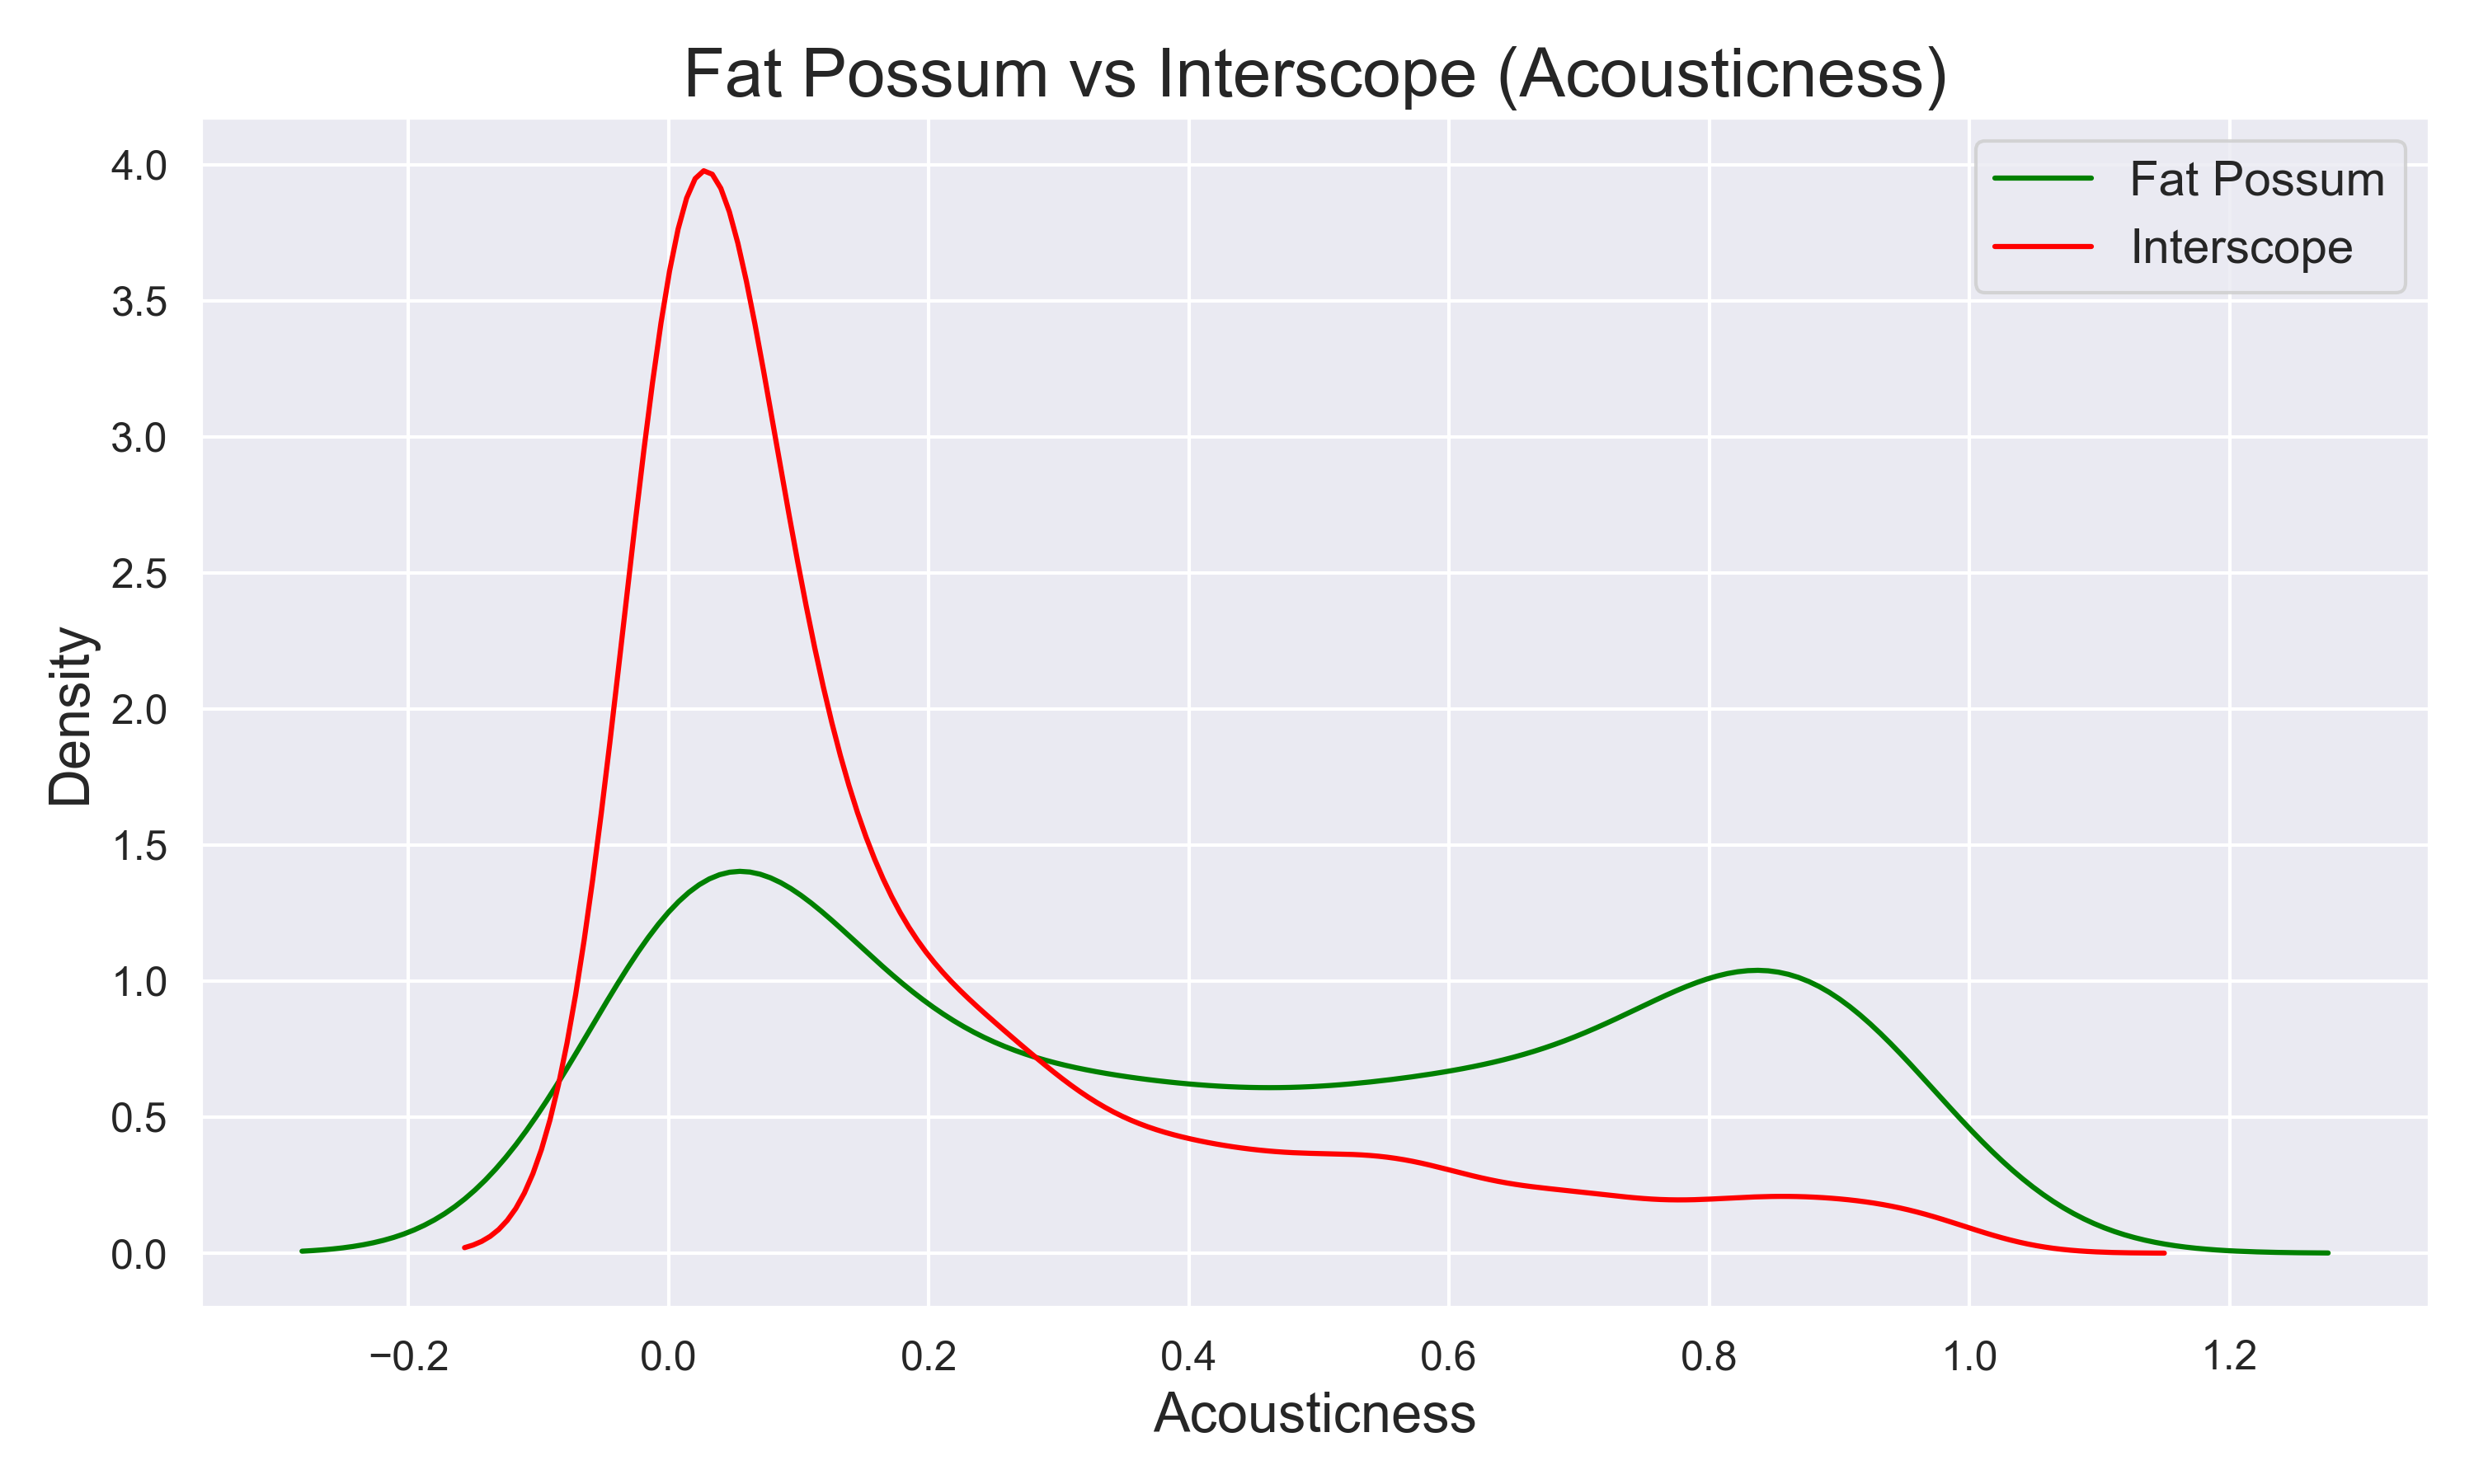 Fat Possum vs Interscope (Acousticness)
4.0
3.5
3.0
2.5
2.0
1.5
1.0
0.5
0.0
Density
Fat Possum
Interscope
−0.2 0.0 0.2 0.4 0.6 0.8 1.0 1.2
Acousticness